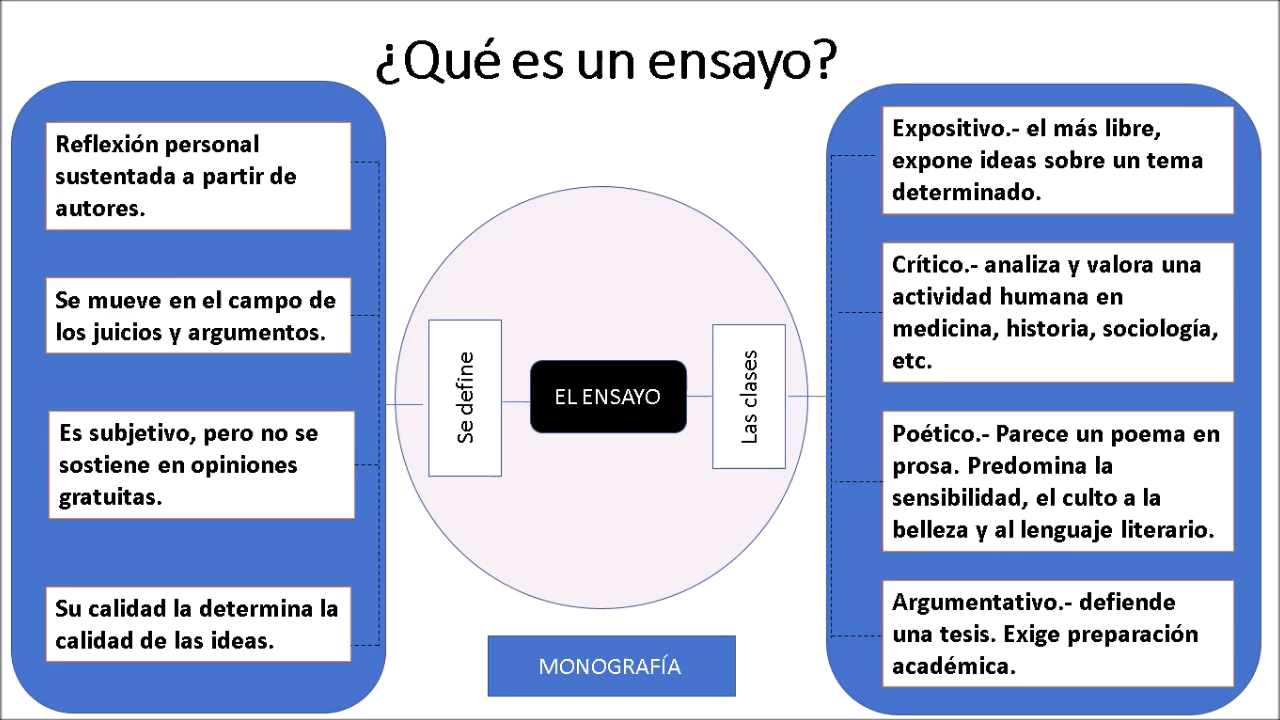 ¿Qué es un ensayo?
Reflexión personal
sustentada a partir de
autores.
Se mueve en el campo de
los juicios y argumentos.
Es subjetivo, pero no se
sostiene en opiniones
gratuitas.
Su calidad la determina la
calidad de las ideas.
Se define
EL ENSAYO
Las clases
MONOGRAFÍA
Expositivo.- el más libre,
expone ideas sobre un tema
determinado.
Crítico.- analiza y valora una
actividad humana en
medicina, historia, sociología,
etc.
Poético.- Parece un poema en
prosa. Predomina la
sensibilidad, el culto a la
belleza y al lenguaje literario.
Argumentativo.- defiende
una tesis. Exige preparación
académica.